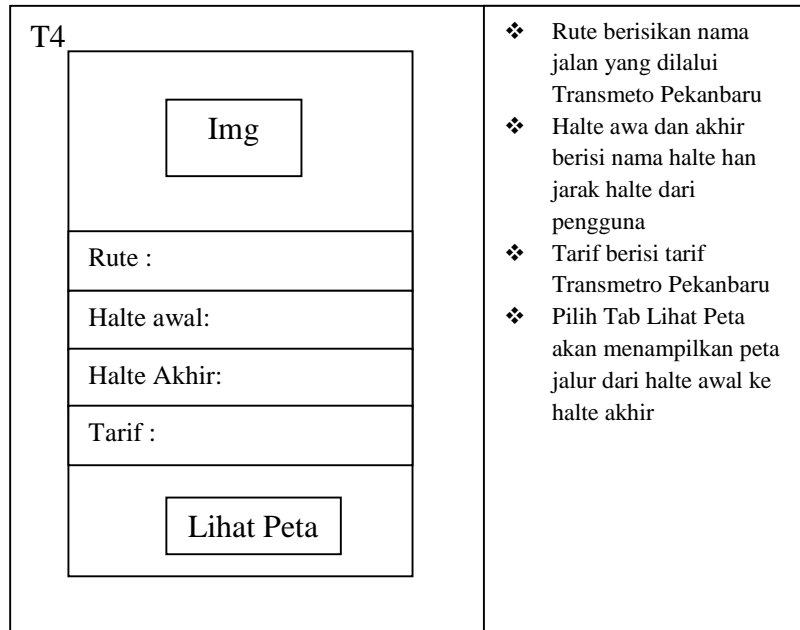 T4
Img
Rute :
Halte awal:
Halte Akhir:
Tarif :
Lihat Peta
❖ Rute berisikan nama
jalan yang dilalui
Transmeto Pekanbaru
❖ Halte awa dan akhir
berisi nama halte han
jarak halte dari
pengguna
❖ Tarif berisi tarif
Transmetro Pekanbaru
❖ Pilih Tab Lihat Peta
akan menampilkan peta
jalur dari halte awal ke
halte akhir